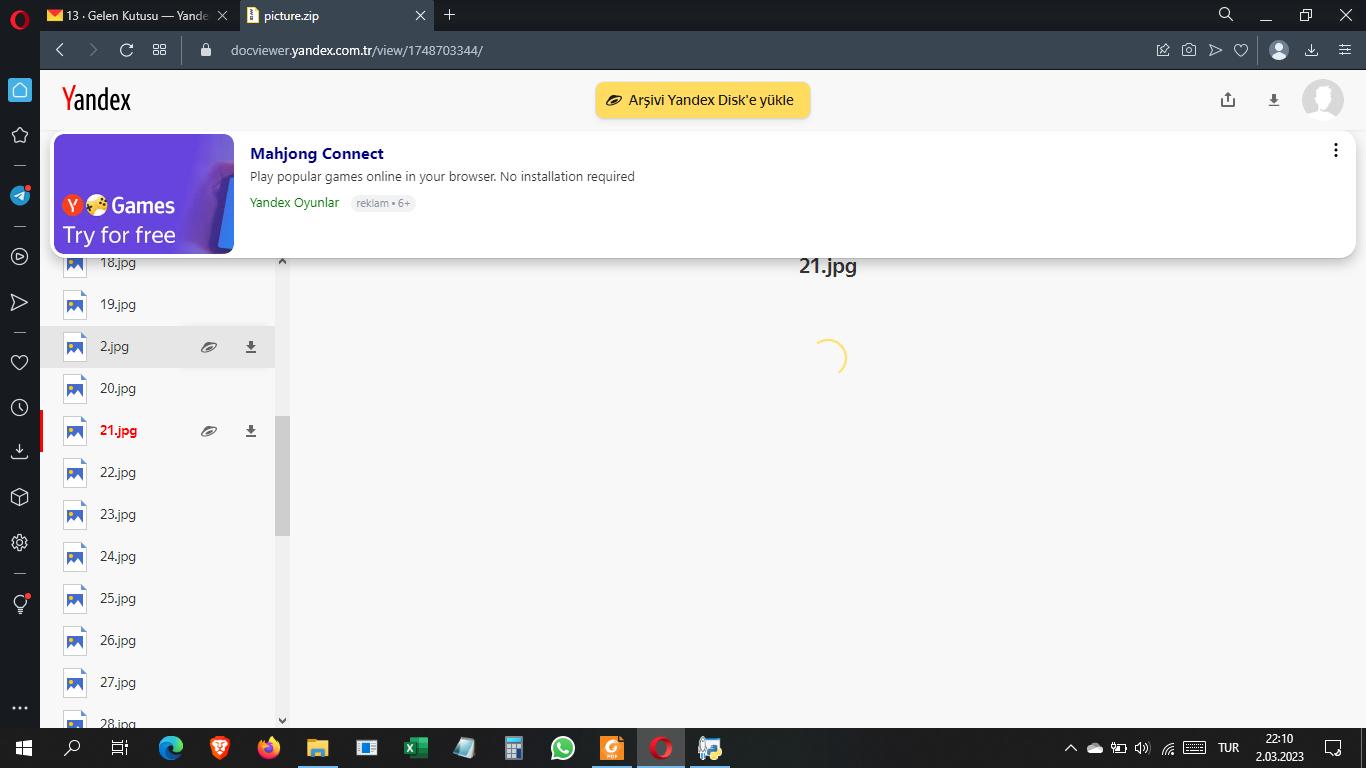 13 · Gelen Kutusu — Yande
picture.zip
docviewer.yandex.com.tr/view/1748703344/
Yandex
Arşivi Yandex Disk'e yükle
Games
Try for free
Mahjong Connect
Play popular games online in your browser. No installation required
Yandex Oyunlar
reklam • 6+
18.jpg
19.jpg
2.jpg
20.jpg
21.jpg
22.jpg
23.jpg
24.jpg
25.jpg
26.jpg
27.jpg
28.jpg
21.jpg
TUR
22:10
2.03.2023